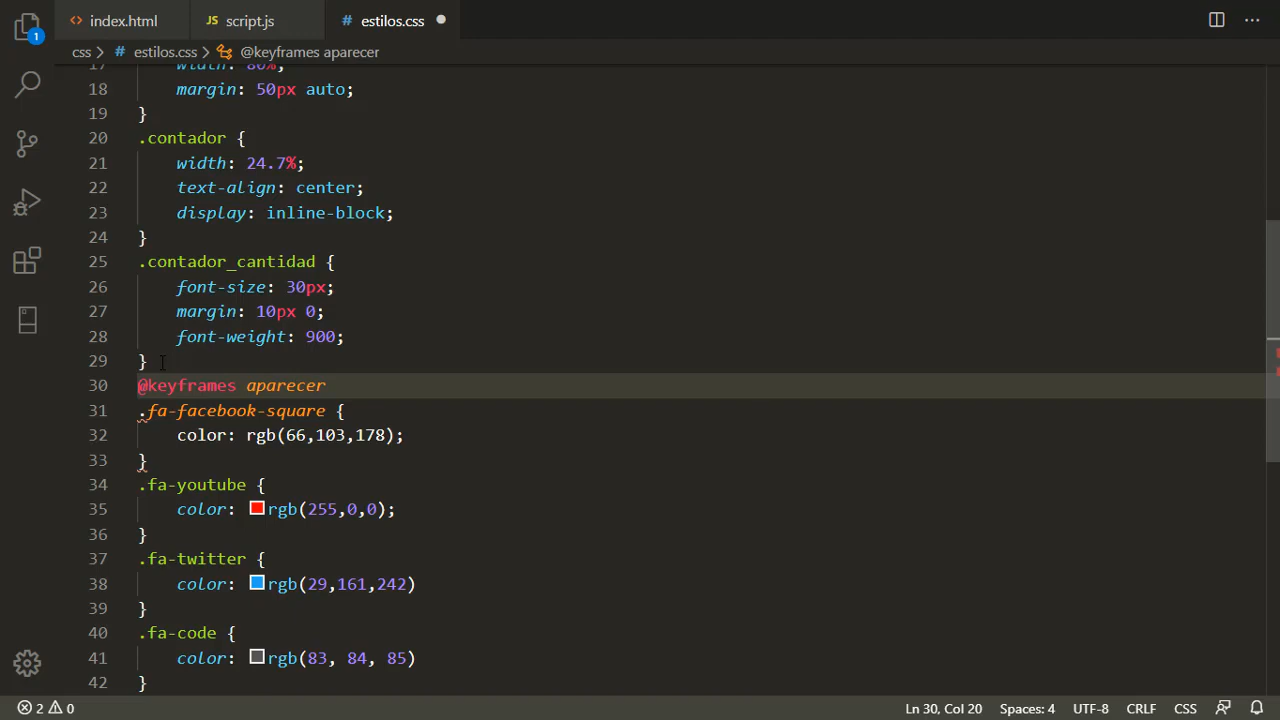 index.html JS script.js # estilos.css
1
css # estilos.css @keyframes aparecer
17 width: 80%;
18 margin: 50px auto;
19 }
20 .contador {
21 width: 24.7%;
22 text-align: center;
23 display: inline-block;
24 }
25 .contador_cantidad {
26 font-size: 30px;
27 margin: 10px 0;
28 font-weight: 900;
29 }
30 @keyframes aparecer
31 .fa-facebook-square {
32 color: rgb(66,103,178);
33 }
34 .fa-youtube {
35 color: rgb(255,0,0);
36 }
37 .fa-twitter {
38 color: rgb(29,161,242)
39 }
40 .fa-code {
41 color: rgb(83, 84, 85)
42 }
2 0 Ln 30, Col 20 Spaces: 4 UTF-8 CRLF CSS